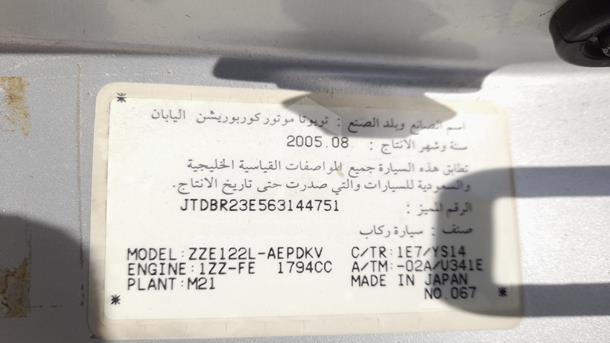 اسم الصانع وبلد الصنع : تويوتا موتور كوربوريشن اليابان
سنة وشهر الانتاج : 2005.08
تطابق هذه السيارة جميع المواصفات القياسية الخليجية
والسعودية للسيارات والتي صدرت حتى تاريخ الانتاج.
الرقم المميز : JTDBR23E563144751
صنف : سيارة ركاب
MODEL:ZZE122L-AEPDKV C/TR:1E7/YS14
ENGINE:1ZZ-FE 1794CC A/TM:-02A/U341E
PLANT:M21 MADE IN JAPAN
NO.067